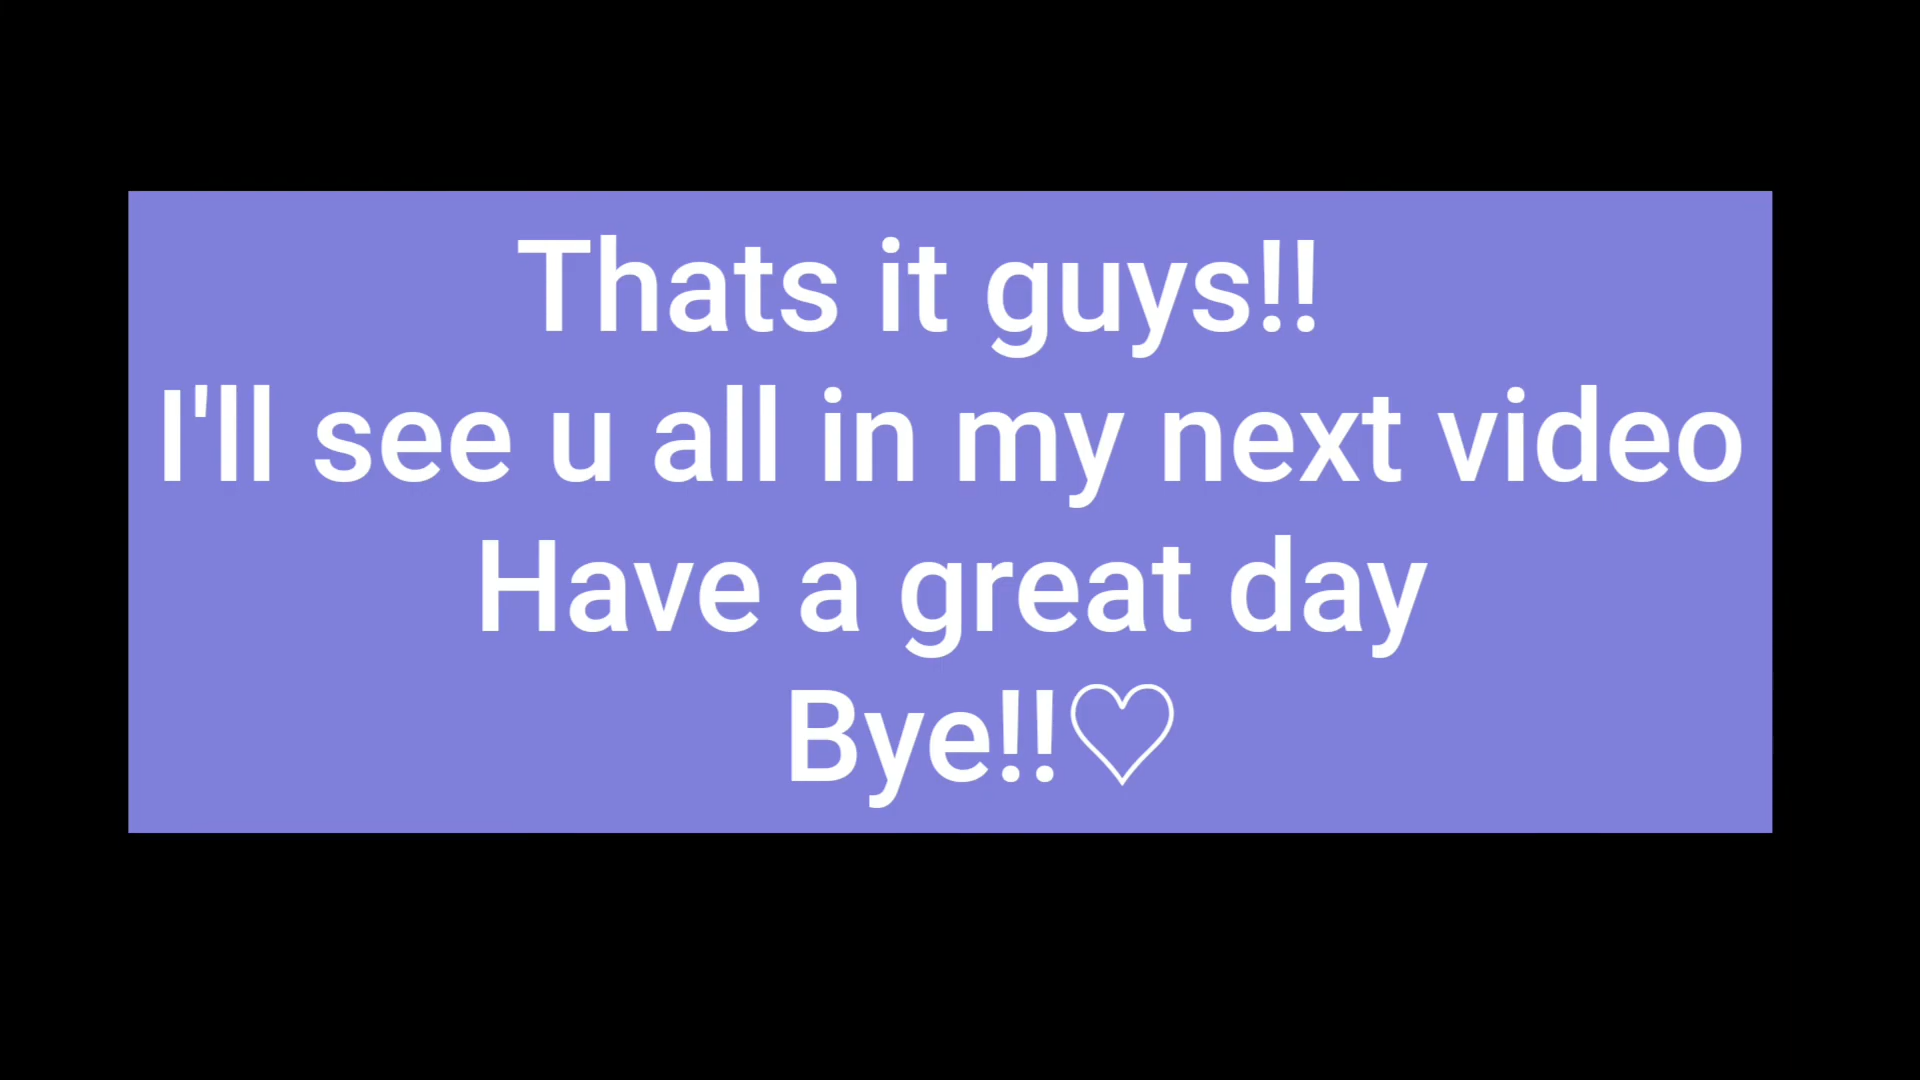 Thats it guys!!
I'll see u all in my next video
Have a great day
Bye!!♡